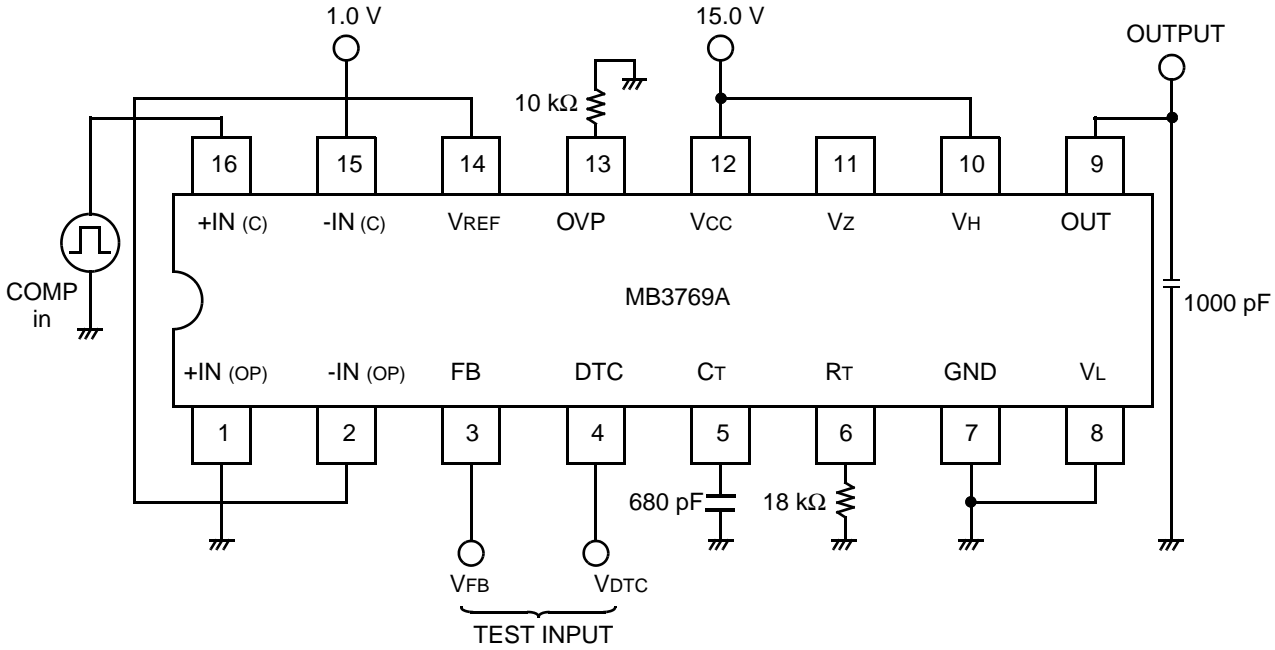 1.0 V
15.0 V
OUTPUT
10 kΩ
16
15
14
13
12
11
10
9
+IN (C)
-IN (C)
VREF
OVP
VCC
VZ
VH
OUT
COMP
in
MB3769A
1000 pF
+IN (OP)
-IN (OP)
FB
DTC
CT
RT
GND
VL
1
2
3
4
5
6
7
8
680 pF
18 kΩ
VFB
VDTC
TEST INPUT